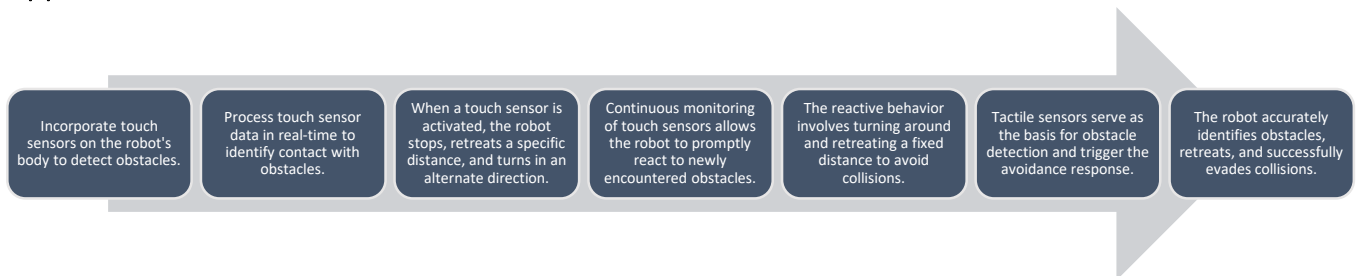 Incorporate touch
sensors on the robot's
body to detect obstacles.
Process touch sensor
data in real-time to
identify contact with
obstacles.
When a touch sensor is
activated, the robot
stops, retreats a specific
distance, and turns in an
alternate direction.
Continuous monitoring
of touch sensors allows
the robot to promptly
react to newly
encountered obstacles.
The reactive behavior
involves turning around
and retreating a fixed
distance to avoid
collisions.
Tactile sensors serve as
the basis for obstacle
detection and trigger the
avoidance response.
The robot accurately
identifies obstacles,
retreats, and successfully
evades collisions.